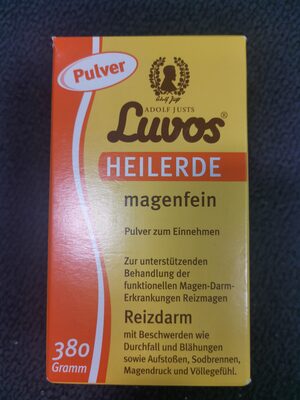 Pulver
Adolf Just
ADOLF JUSTS
Luvos®
HEILERDE
magenfein
Pulver zum Einnehmen
Zur unterstützenden
Behandlung der
funktionellen Magen-Darm-
Erkrankungen Reizmagen
Reizdarm
mit Beschwerden wie
Durchfall und Blähungen
sowie Aufstoßen, Sodbrennen,
Magendruck und Völlegefühl.
380
Gramm